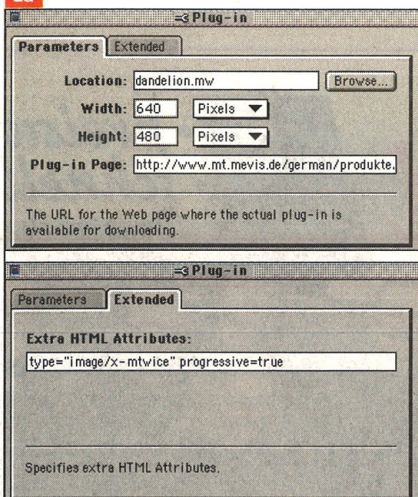 Plug-in
Parameters Extended
Location: dandelion.mw Browse...
Width: 640 Pixels
Height: 480 Pixels
Plug-in Page: http://www.mt.mevis.de/german/produkte.
The URL for the Web page where the actual plug-in is
available for downloading.
Plug-in
Parameters Extended
Extra HTML Attributes:
type="image/x-mtwice" progressive=true
Specifies extra HTML Attributes.